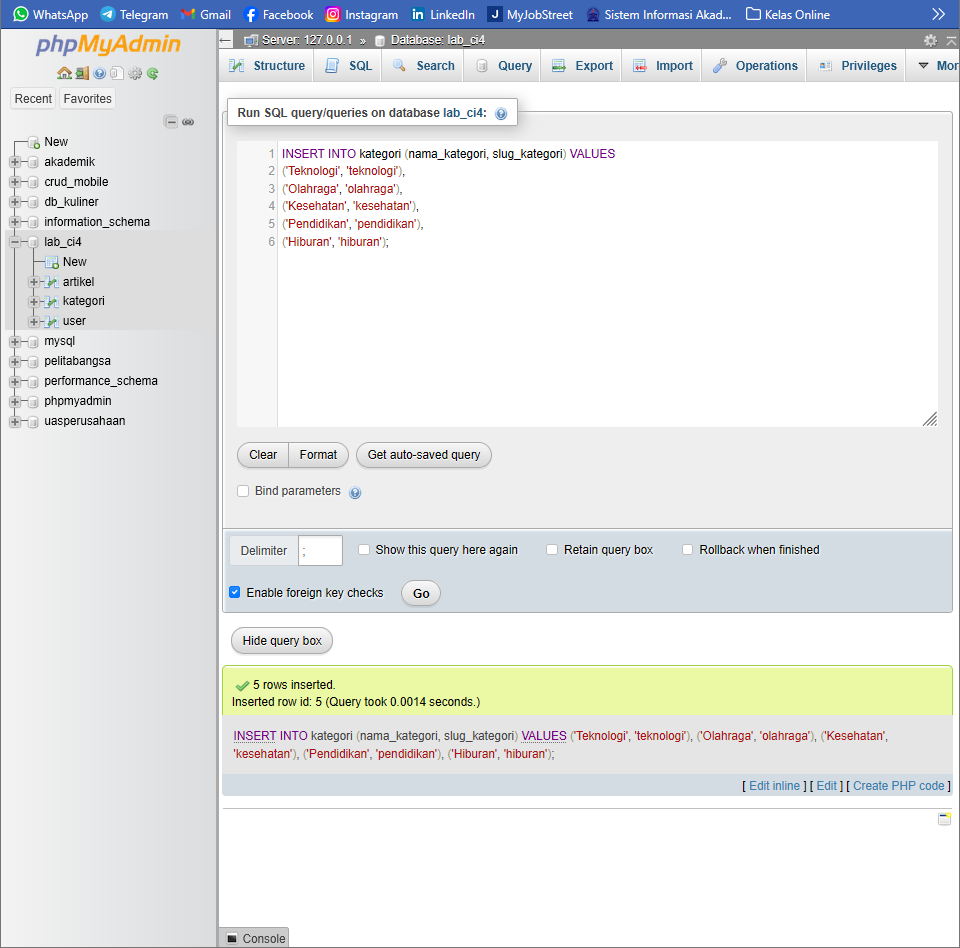 WhatsApp Telegram Gmail Facebook Instagram LinkedIn MyJobStreet Sistem Informasi Akad... Kelas Online
phpMyAdmin
Recent Favorites
New
akademik
crud_mobile
db_kuliner
information_schema
lab_ci4
New
artikel
kategori
user
mysql
pelitabangsa
performance_schema
phpmyadmin
uasperusahaan
Server: 127.0.0.1 » Database: lab_ci4
Structure SQL Search Query Export Import Operations Privileges Mor
Run SQL query/queries on database lab_ci4:
1 INSERT INTO kategori (nama_kategori, slug_kategori) VALUES
2 ('Teknologi', 'teknologi'),
3 ('Olahraga', 'olahraga'),
4 ('Kesehatan', 'kesehatan'),
5 ('Pendidikan', 'pendidikan'),
6 ('Hiburan', 'hiburan');
Clear Format Get auto-saved query
Bind parameters
Delimiter ; Show this query here again Retain query box Rollback when finished
Enable foreign key checks Go
Hide query box
5 rows inserted.
Inserted row id: 5 (Query took 0.0014 seconds.)
INSERT INTO kategori (nama_kategori, slug_kategori) VALUES ('Teknologi', 'teknologi'), ('Olahraga', 'olahraga'), ('Kesehatan',
'kesehatan'), ('Pendidikan', 'pendidikan'), ('Hiburan', 'hiburan');
[ Edit inline ] [ Edit ] [ Create PHP code ]
Console